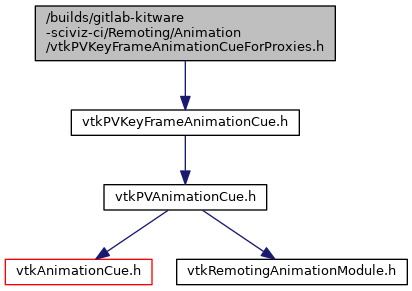 /builds/gitlab-kitware
-sciviz-ci/Remoting/Animation
/vtkPVKeyFrameAnimationCueForProxies.h
vtkPVKeyFrameAnimationCue.h
vtkPVAnimationCue.h
vtkAnimationCue.h
vtkRemotingAnimationModule.h